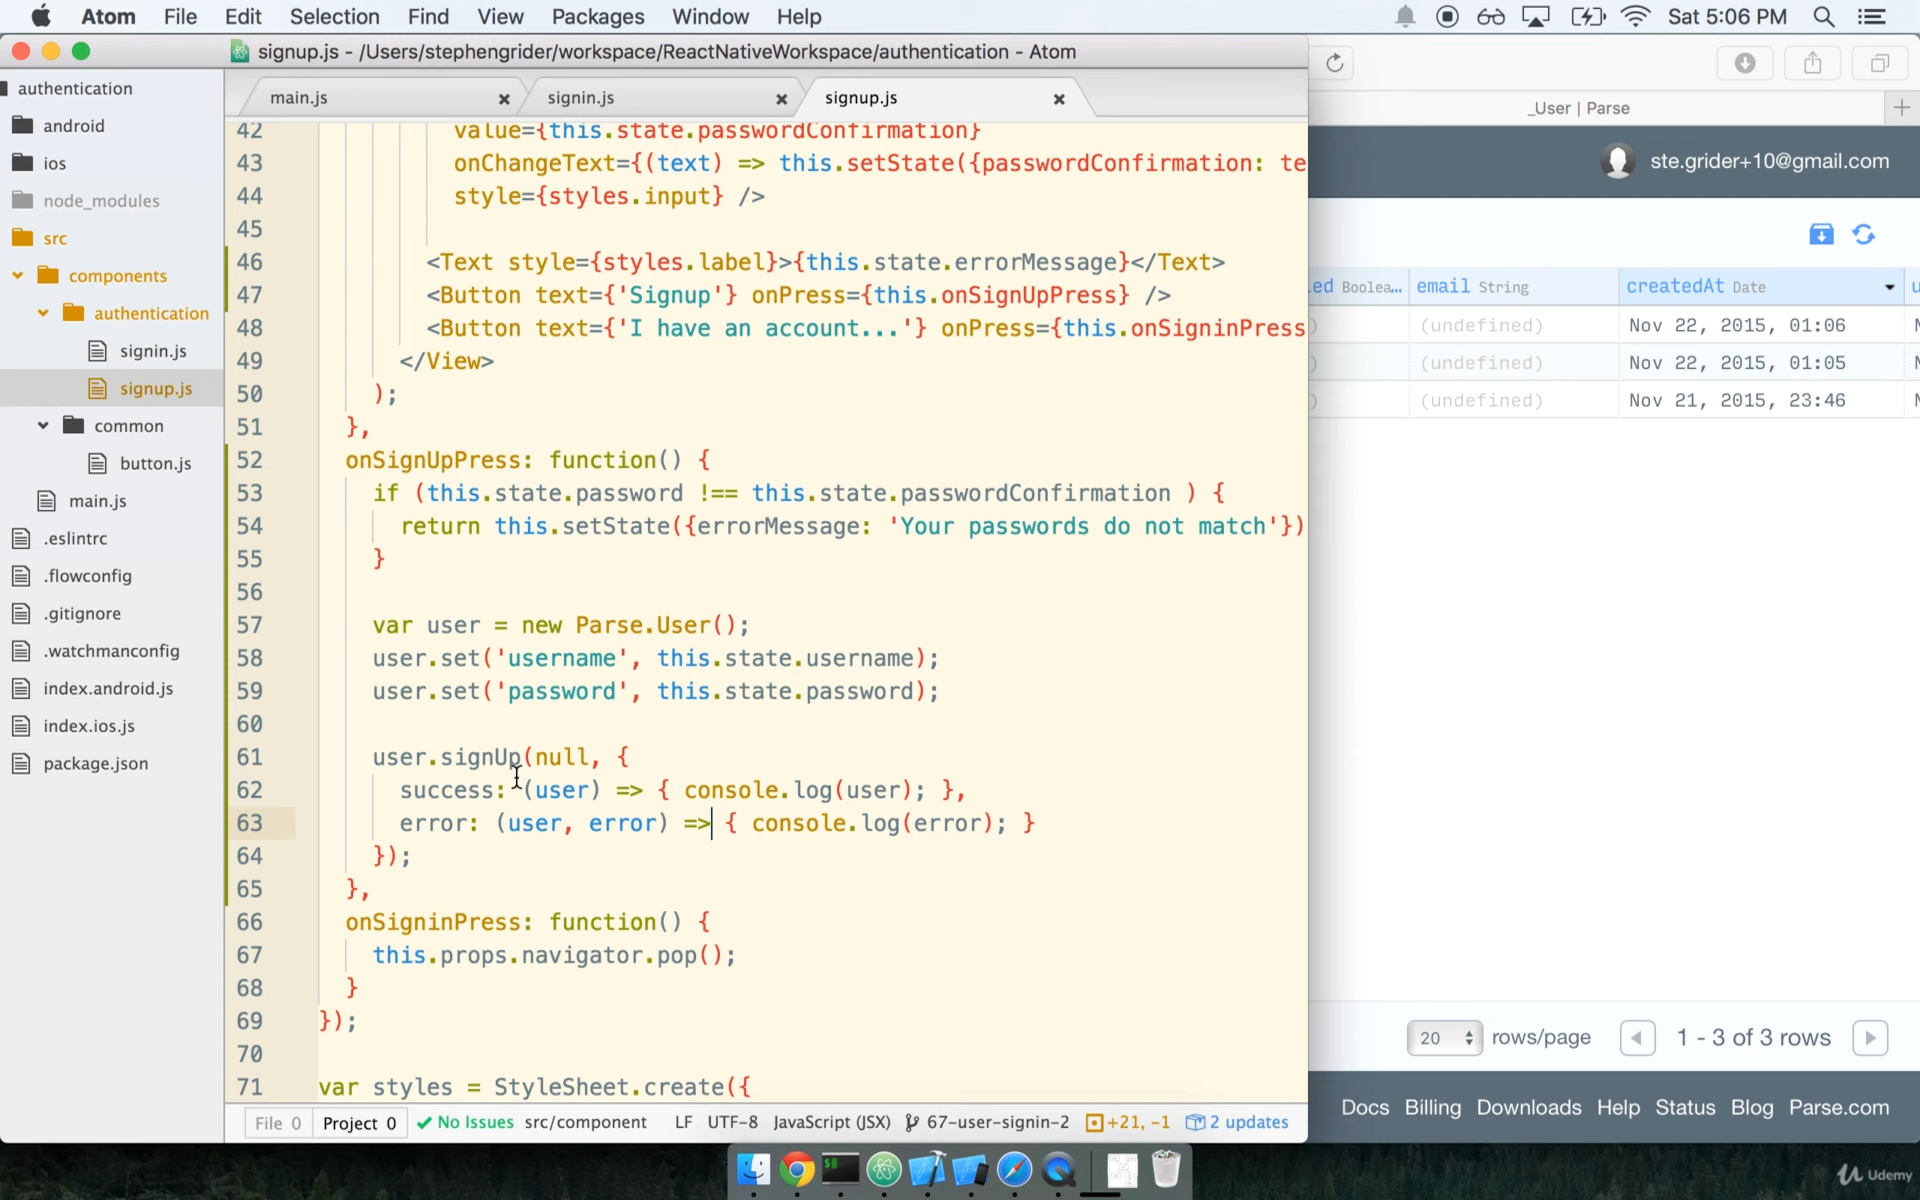 Atom File Edit Selection Find View Packages Window Help Sat 5:06 PM
signup.js - /Users/stephengrider/workspace/ReactNativeWorkspace/authentication - Atom
main.js signin.js signup.js
authentication
android
ios
node_modules
src
components
authentication
signin.js
signup.js
common
button.js
main.js
.eslintrc
.flowconfig
.gitignore
.watchmanconfig
index.android.js
index.ios.js
package.json
42 value={this.state.passwordConfirmation}
43 onChangeText={(text) => this.setState({passwordConfirmation: te
44 style={styles.input} />
45
46 <Text style={styles.label}>{this.state.errorMessage}</Text>
47 <Button text={'Signup'} onPress={this.onSignUpPress} />
48 <Button text={'I have an account...'} onPress={this.onSigninPress
49 </View>
50 );
51 },
52 onSignUpPress: function() {
53 if (this.state.password !== this.state.passwordConfirmation ) {
54 return this.setState({errorMessage: 'Your passwords do not match'})
55 }
56
57 var user = new Parse.User();
58 user.set('username', this.state.username);
59 user.set('password', this.state.password);
60
61 user.signUp(null, {
62 success: (user) => { console.log(user); },
63 error: (user, error) => { console.log(error); }
64 });
65 },
66 onSigninPress: function() {
67 this.props.navigator.pop();
68 }
69 });
70
71 var styles = StyleSheet.create({
File 0 Project 0 No Issues src/component LF UTF-8 JavaScript (JSX) 67-user-signin-2 +21, -1 2 updates
_User | Parse
ste.grider+10@gmail.com
ed Boolea... email String createdAt Date u
) (undefined) Nov 22, 2015, 01:06
) (undefined) Nov 22, 2015, 01:05
) (undefined) Nov 21, 2015, 23:46
20 rows/page 1 - 3 of 3 rows
Docs Billing Downloads Help Status Blog Parse.com
Udemy